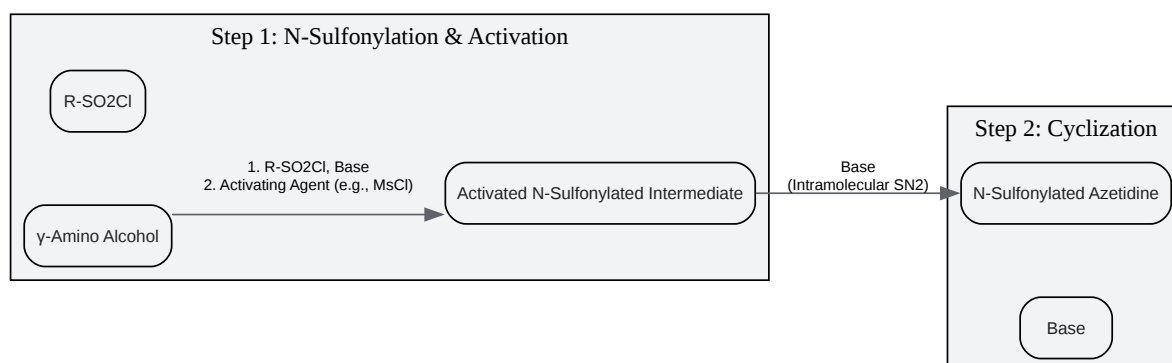 Step 1: N-Sulfonylation & Activation
R-SO2Cl
γ-Amino Alcohol
1. R-SO2Cl, Base
2. Activating Agent (e.g., MsCl)
Activated N-Sulfonylated Intermediate
Base
(Intramolecular SN2)
Step 2: Cyclization
N-Sulfonylated Azetidine
Base